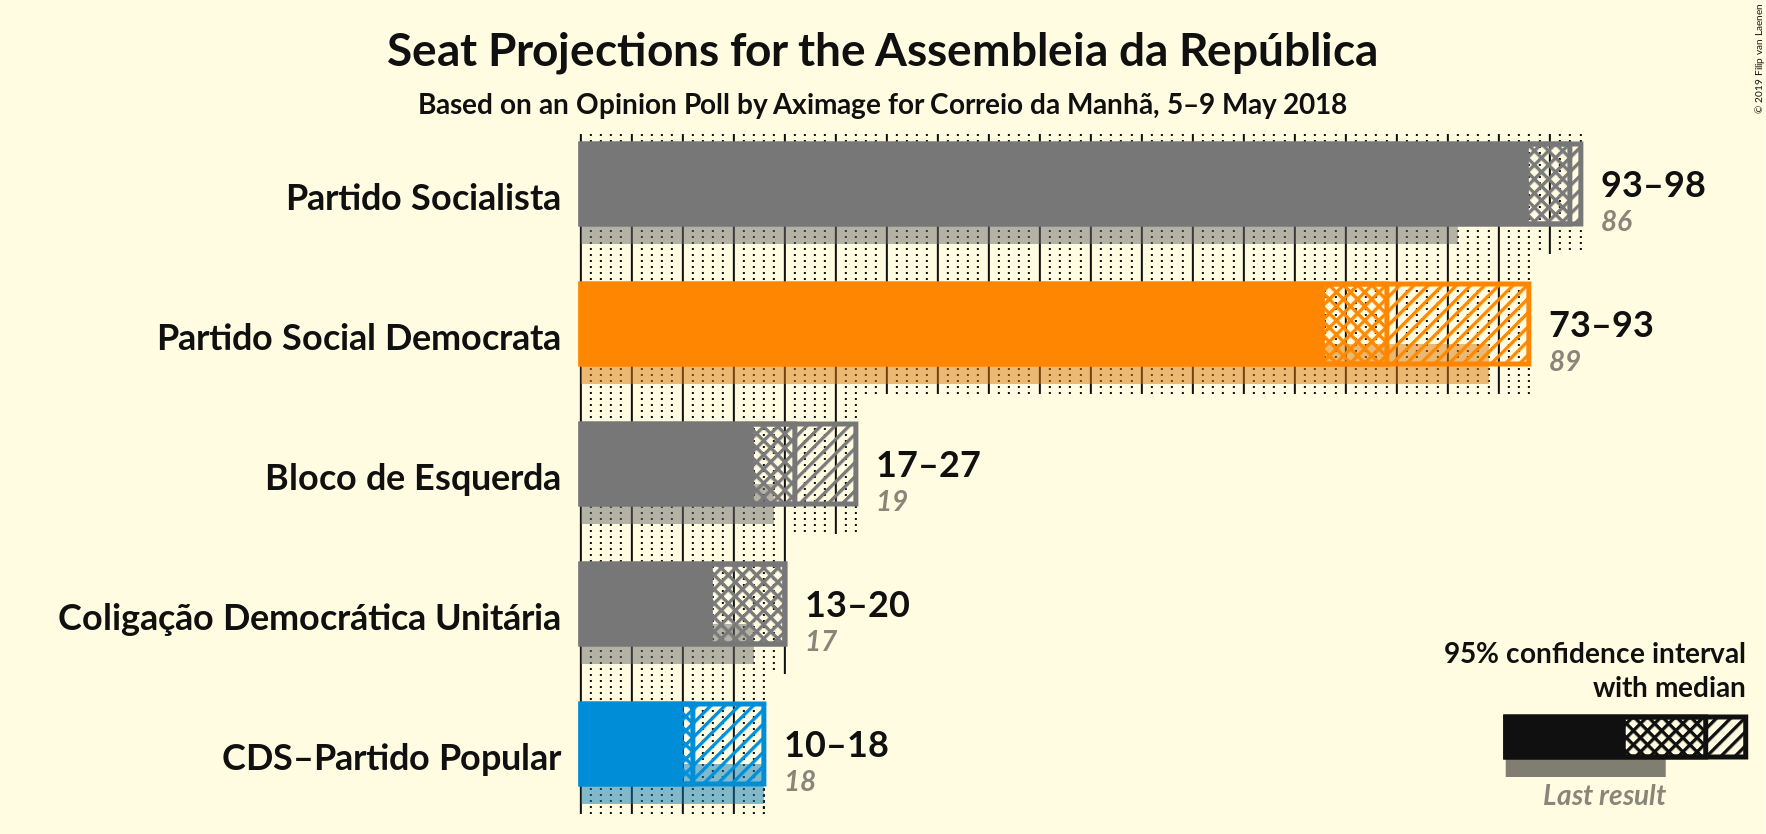 Seat Projections for the Assembleia da República
Based on an Opinion Poll by Aximage for Correio da Manhã, 5–9 May 2018
© 2019 Filip van Laenen
Partido Socialista
93–98
86
Partido Social Democrata
73–93
89
Bloco de Esquerda
17–27
19
Coligação Democrática Unitária
13–20
17
CDS–Partido Popular
10–18
18
95% confidence interval
with median
Last result